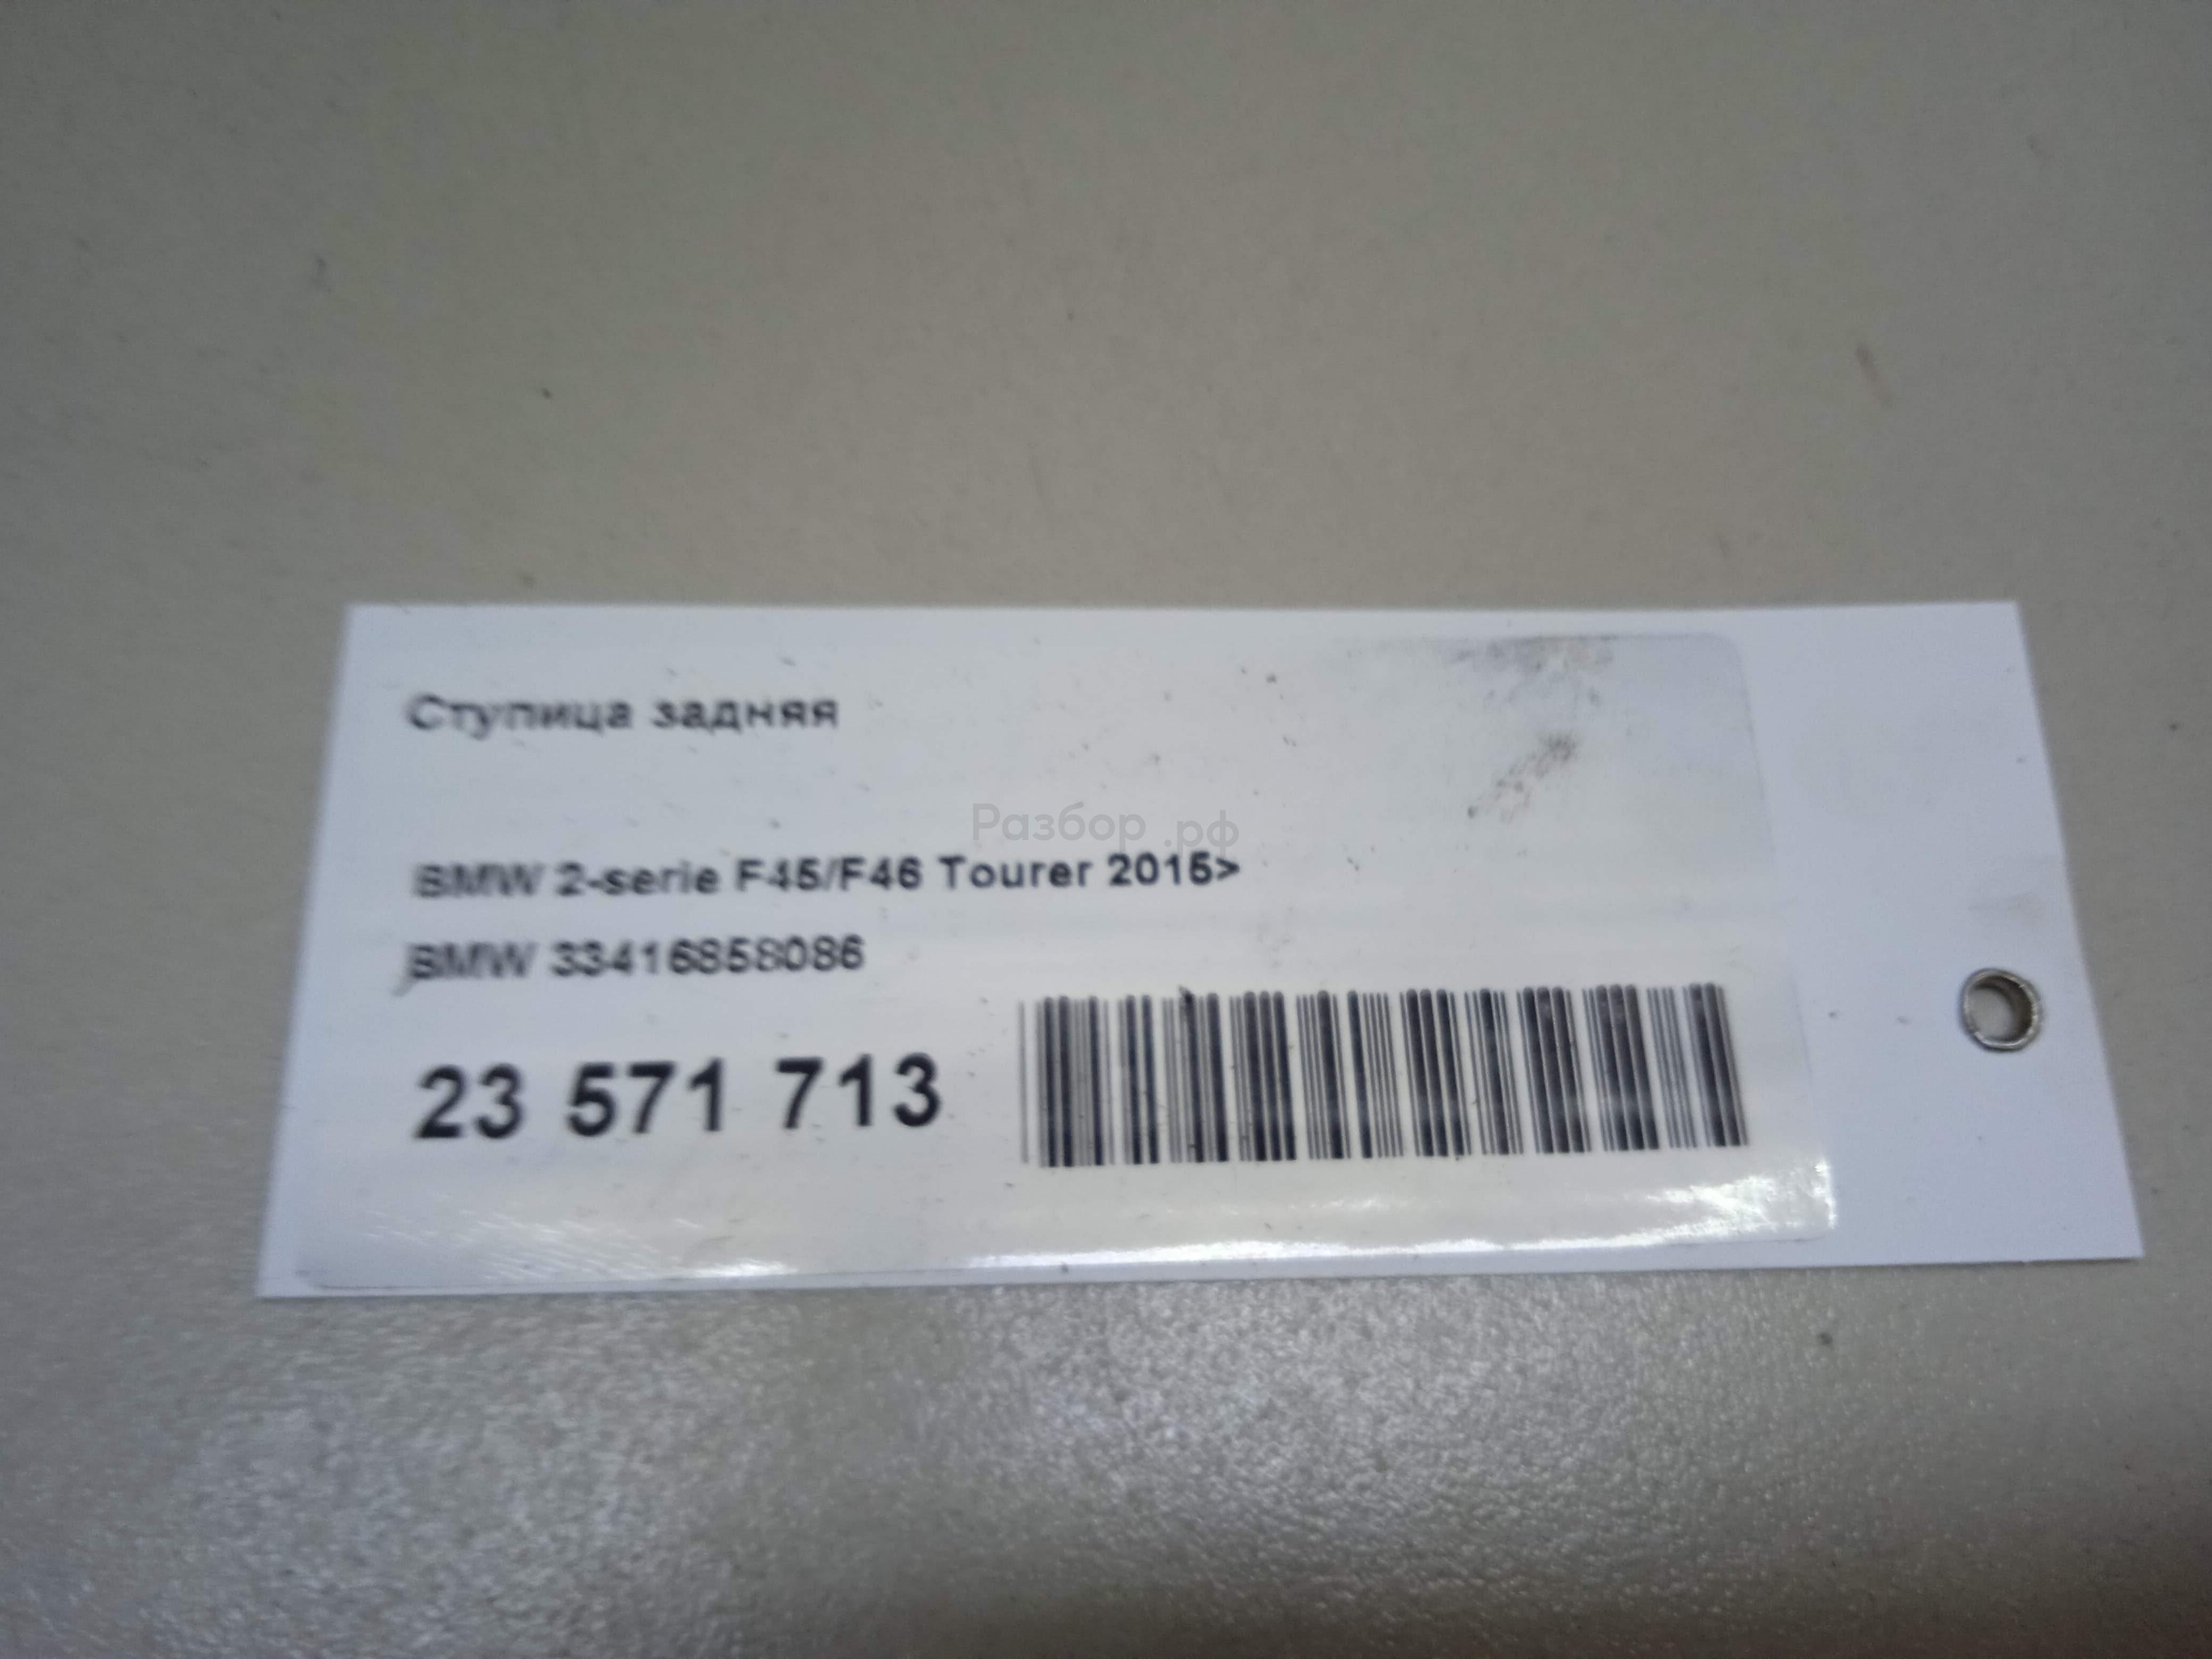 Ступица задняя
Разбор.рф
BMW 2-serie F45/F46 Tourer 2015>
BMW 33416858086
23 571 713